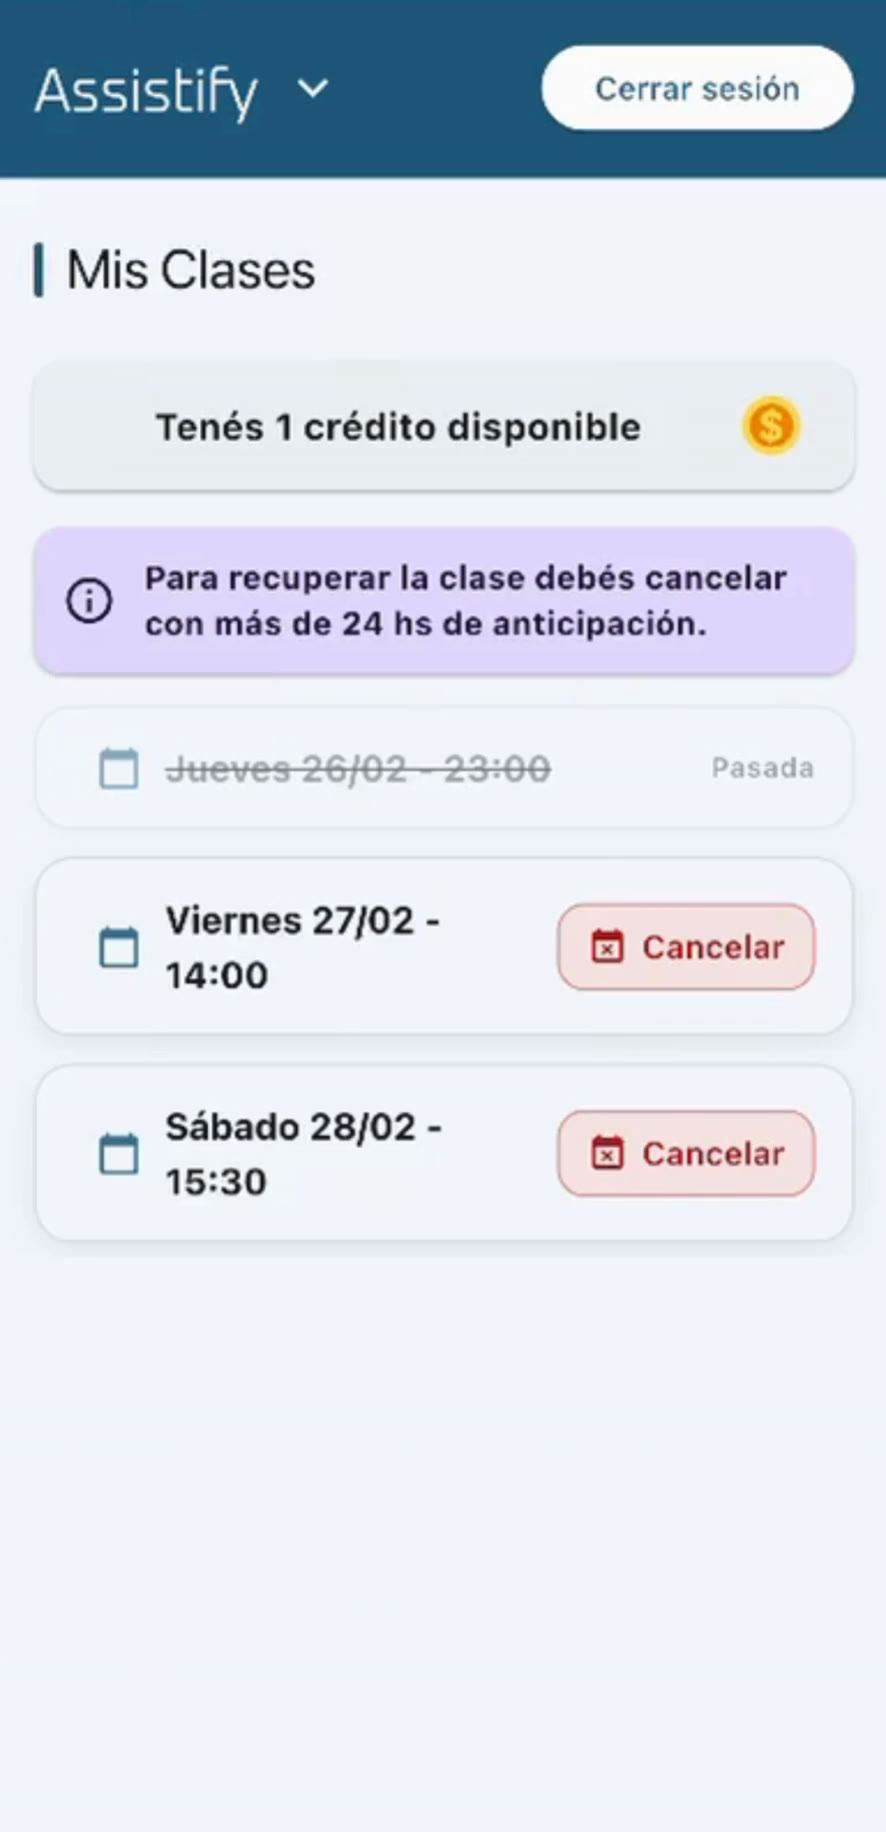 Assistify
Cerrar sesión
Mis Clases
Tenés 1 crédito disponible
Para recuperar la clase debés cancelar
con más de 24 hs de anticipación.
Jueves 26/02 - 23:00
Pasada
Viernes 27/02 -
14:00
Cancelar
Sábado 28/02 -
15:30
Cancelar